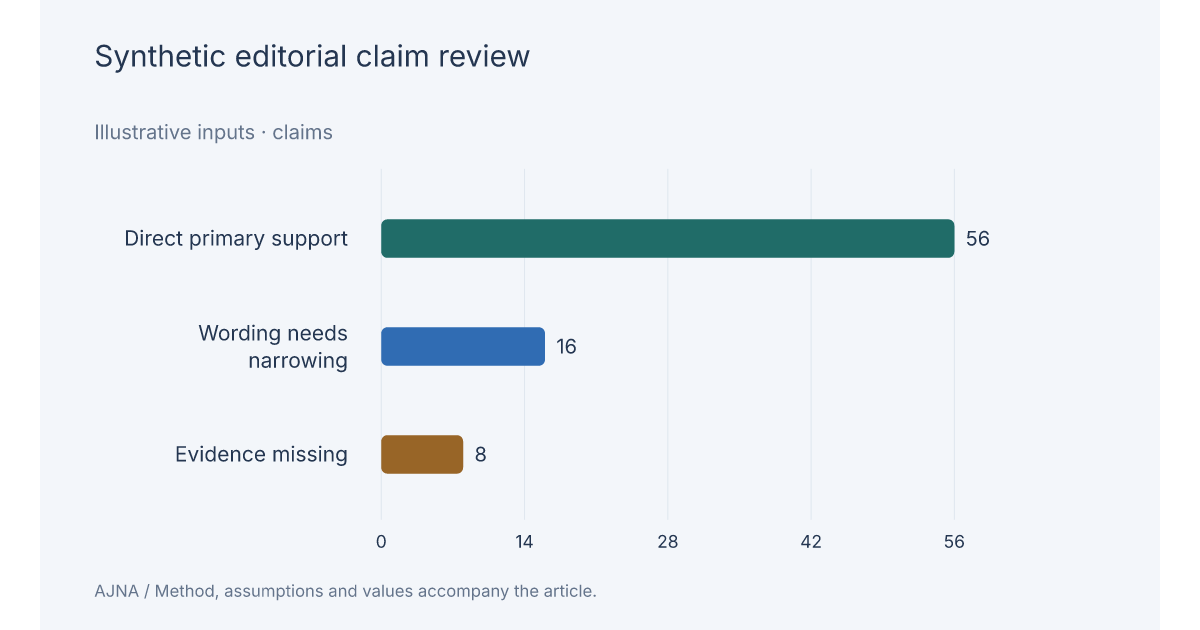 Synthetic editorial claim review
Illustrative inputs · claims
Direct primary support
56
Wording needs
narrowing
16
Evidence missing
8
0
14
28
42
56
AJNA / Method, assumptions and values accompany the article.